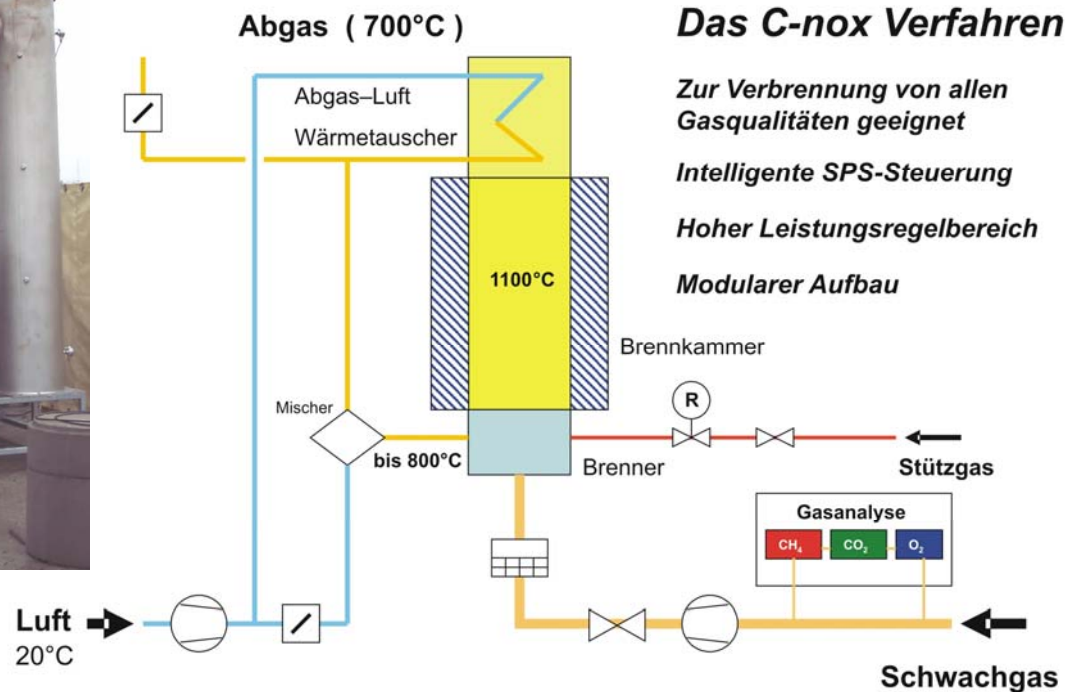 Abgas ( 700°C )
Das C-nox Verfahren
Zur Verbrennung von allen
Gasqualitäten geeignet
Intelligente SPS-Steuerung
Hoher Leistungsregelbereich
Modularer Aufbau
Abgas–Luft
Wärmetauscher
1100°C
Brennkammer
R
Mischer
bis 800°C
Brenner
Stützgas
Gasanalyse
CH₄
CO₂
O₂
Luft
20°C
Schwachgas